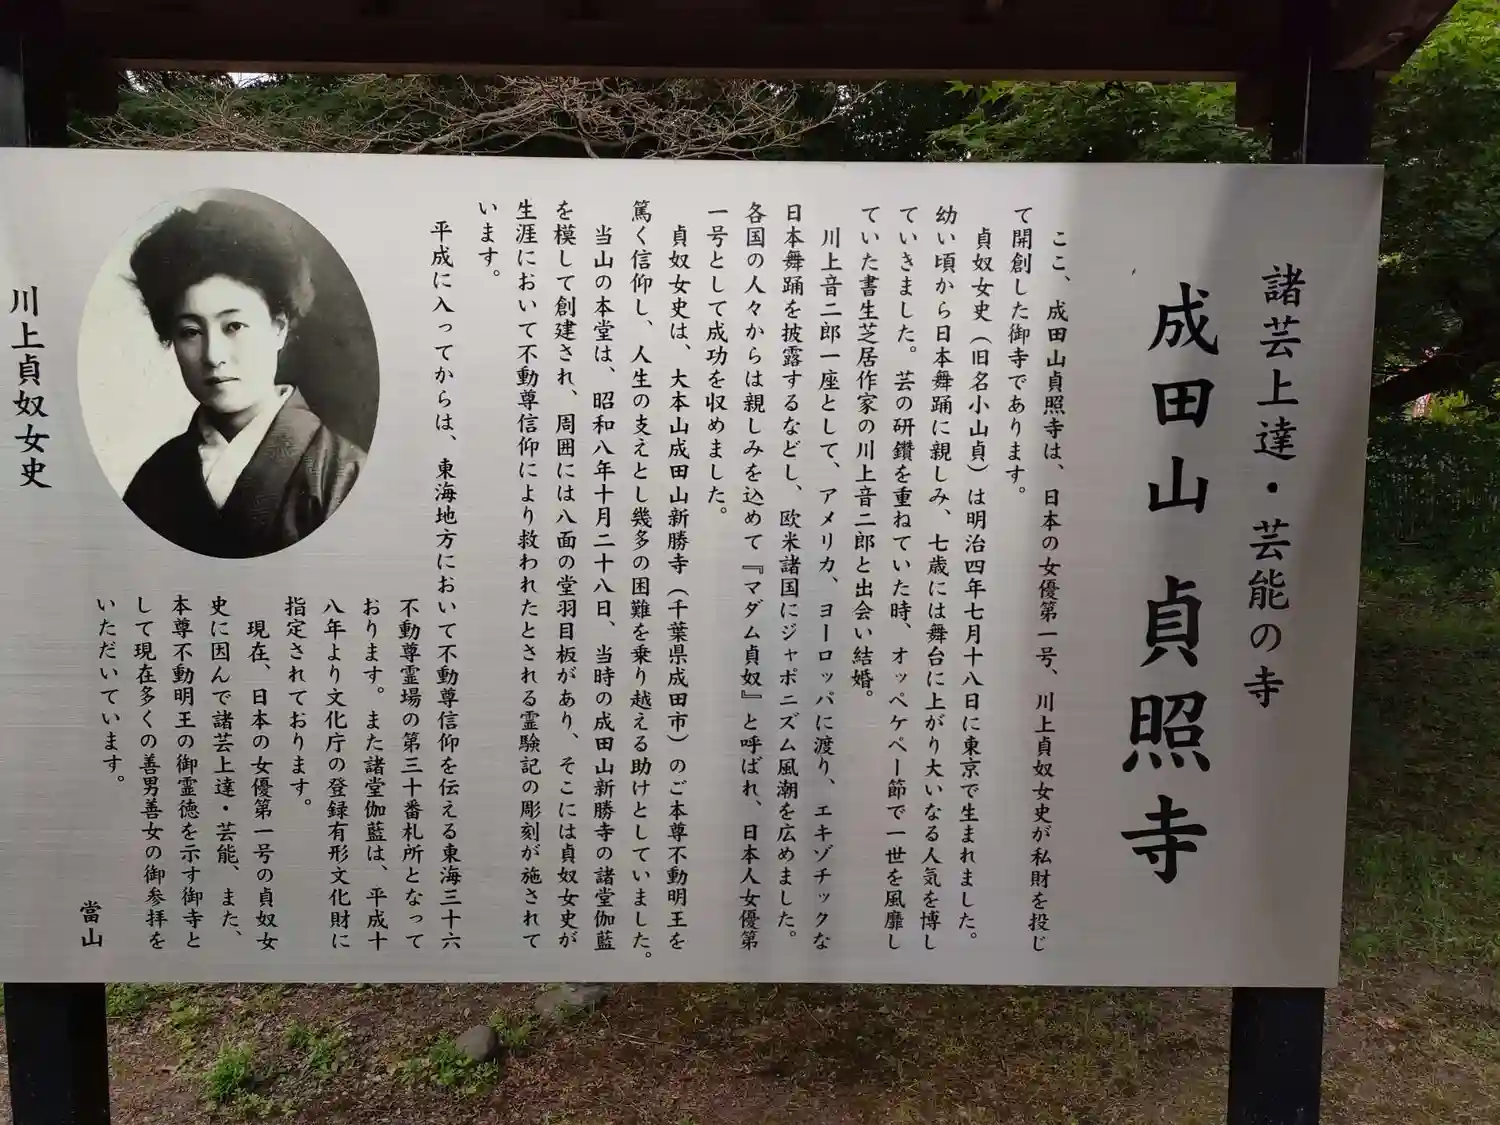 諸芸上達・芸能の寺
成田山 貞照寺
ここ、成田山貞照寺は、日本の女優第一号、川上貞奴女史が私財を投じ
て開創した御寺であります。
貞奴女史（旧名小山貞）は明治四年七月十八日に東京で生まれました。
幼い頃から日本舞踊に親しみ、七歳には舞台に上がり大いなる人気を博し
ていきました。芸の研鑽を重ねていた時、オッペケペー節で一世を風靡し
ていた書生芝居作家の川上音二郎と出会い結婚。
川上音二郎一座として、アメリカ、ヨーロッパに渡り、エキゾチックな
日本舞踊を披露するなどし、欧米諸国にジャポニズム風潮を広めました。
各国の人々からは親しみを込めて『マダム貞奴』と呼ばれ、日本人女優第
一号として成功を収めました。
貞奴女史は、大本山成田山新勝寺（千葉県成田市）のご本尊不動明王を
篤く信仰し、人生の支えとし幾多の困難を乗り越える助けとしていました。
当山の本堂は、昭和八年十月二十八日、当時の成田山新勝寺の諸堂伽藍
を模して創建され、周囲には八面の堂羽目板があり、そこには貞奴女史が
生涯において不動尊信仰により救われたとされる霊験記の彫刻が施されて
います。
平成に入ってからは、東海地方において不動尊信仰を伝える東海三十六
不動尊霊場の第三十番札所となって
おります。また諸堂伽藍は、平成十
八年より文化庁の登録有形文化財に
指定されております。
現在、日本の女優第一号の貞奴女
史に因んで諸芸上達・芸能、また、
本尊不動明王の御霊徳を示す御寺と
して現在多くの善男善女の御参拝を
いただいています。
當山
川上貞奴女史